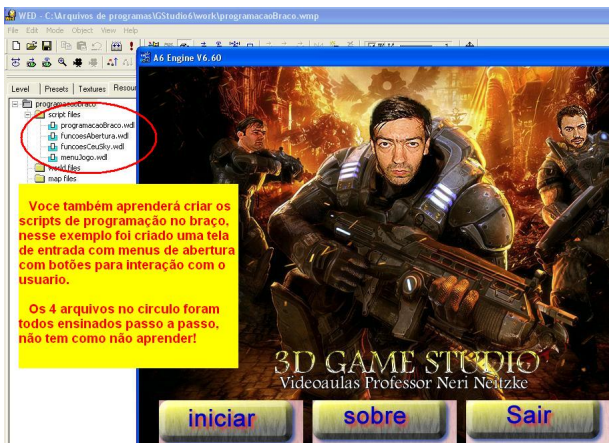 WED - C:\Arquivos de programas\GStudio6\work\programacaoBraco.wmp
File Edit Mode Object View Help
A6 Engine V6.60
Level Presets Textures Resou
programacaoBraco
script files
programacaoBraco.wdl
funcoesAbertura.wdl
funcoesCeuSky.wdl
menuJogo.wdl
world files
map files
Voce também aprenderá criar os
scripts de programação no braço,
nesse exemplo foi criado uma tela
de entrada com menus de abertura
com botões para interação com o
usuario.
Os 4 arquivos no circulo foram
todos ensinados passo a passo,
não tem como não aprender!
3D GAME STUDIO
Videoaulas Professor Neri Neitzke
iniciar sobre Sair